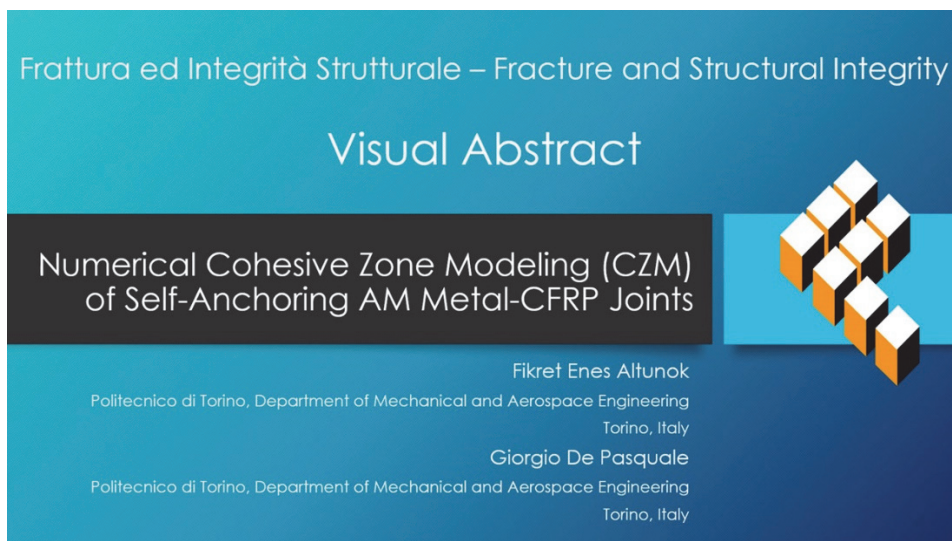 Frattura ed Integrità Strutturale – Fracture and Structural Integrity
Visual Abstract
Numerical Cohesive Zone Modeling (CZM)
of Self-Anchoring AM Metal-CFRP Joints
Fikret Enes Altunok
Politecnico di Torino, Department of Mechanical and Aerospace Engineering
Torino, Italy
Giorgio De Pasquale
Politecnico di Torino, Department of Mechanical and Aerospace Engineering
Torino, Italy